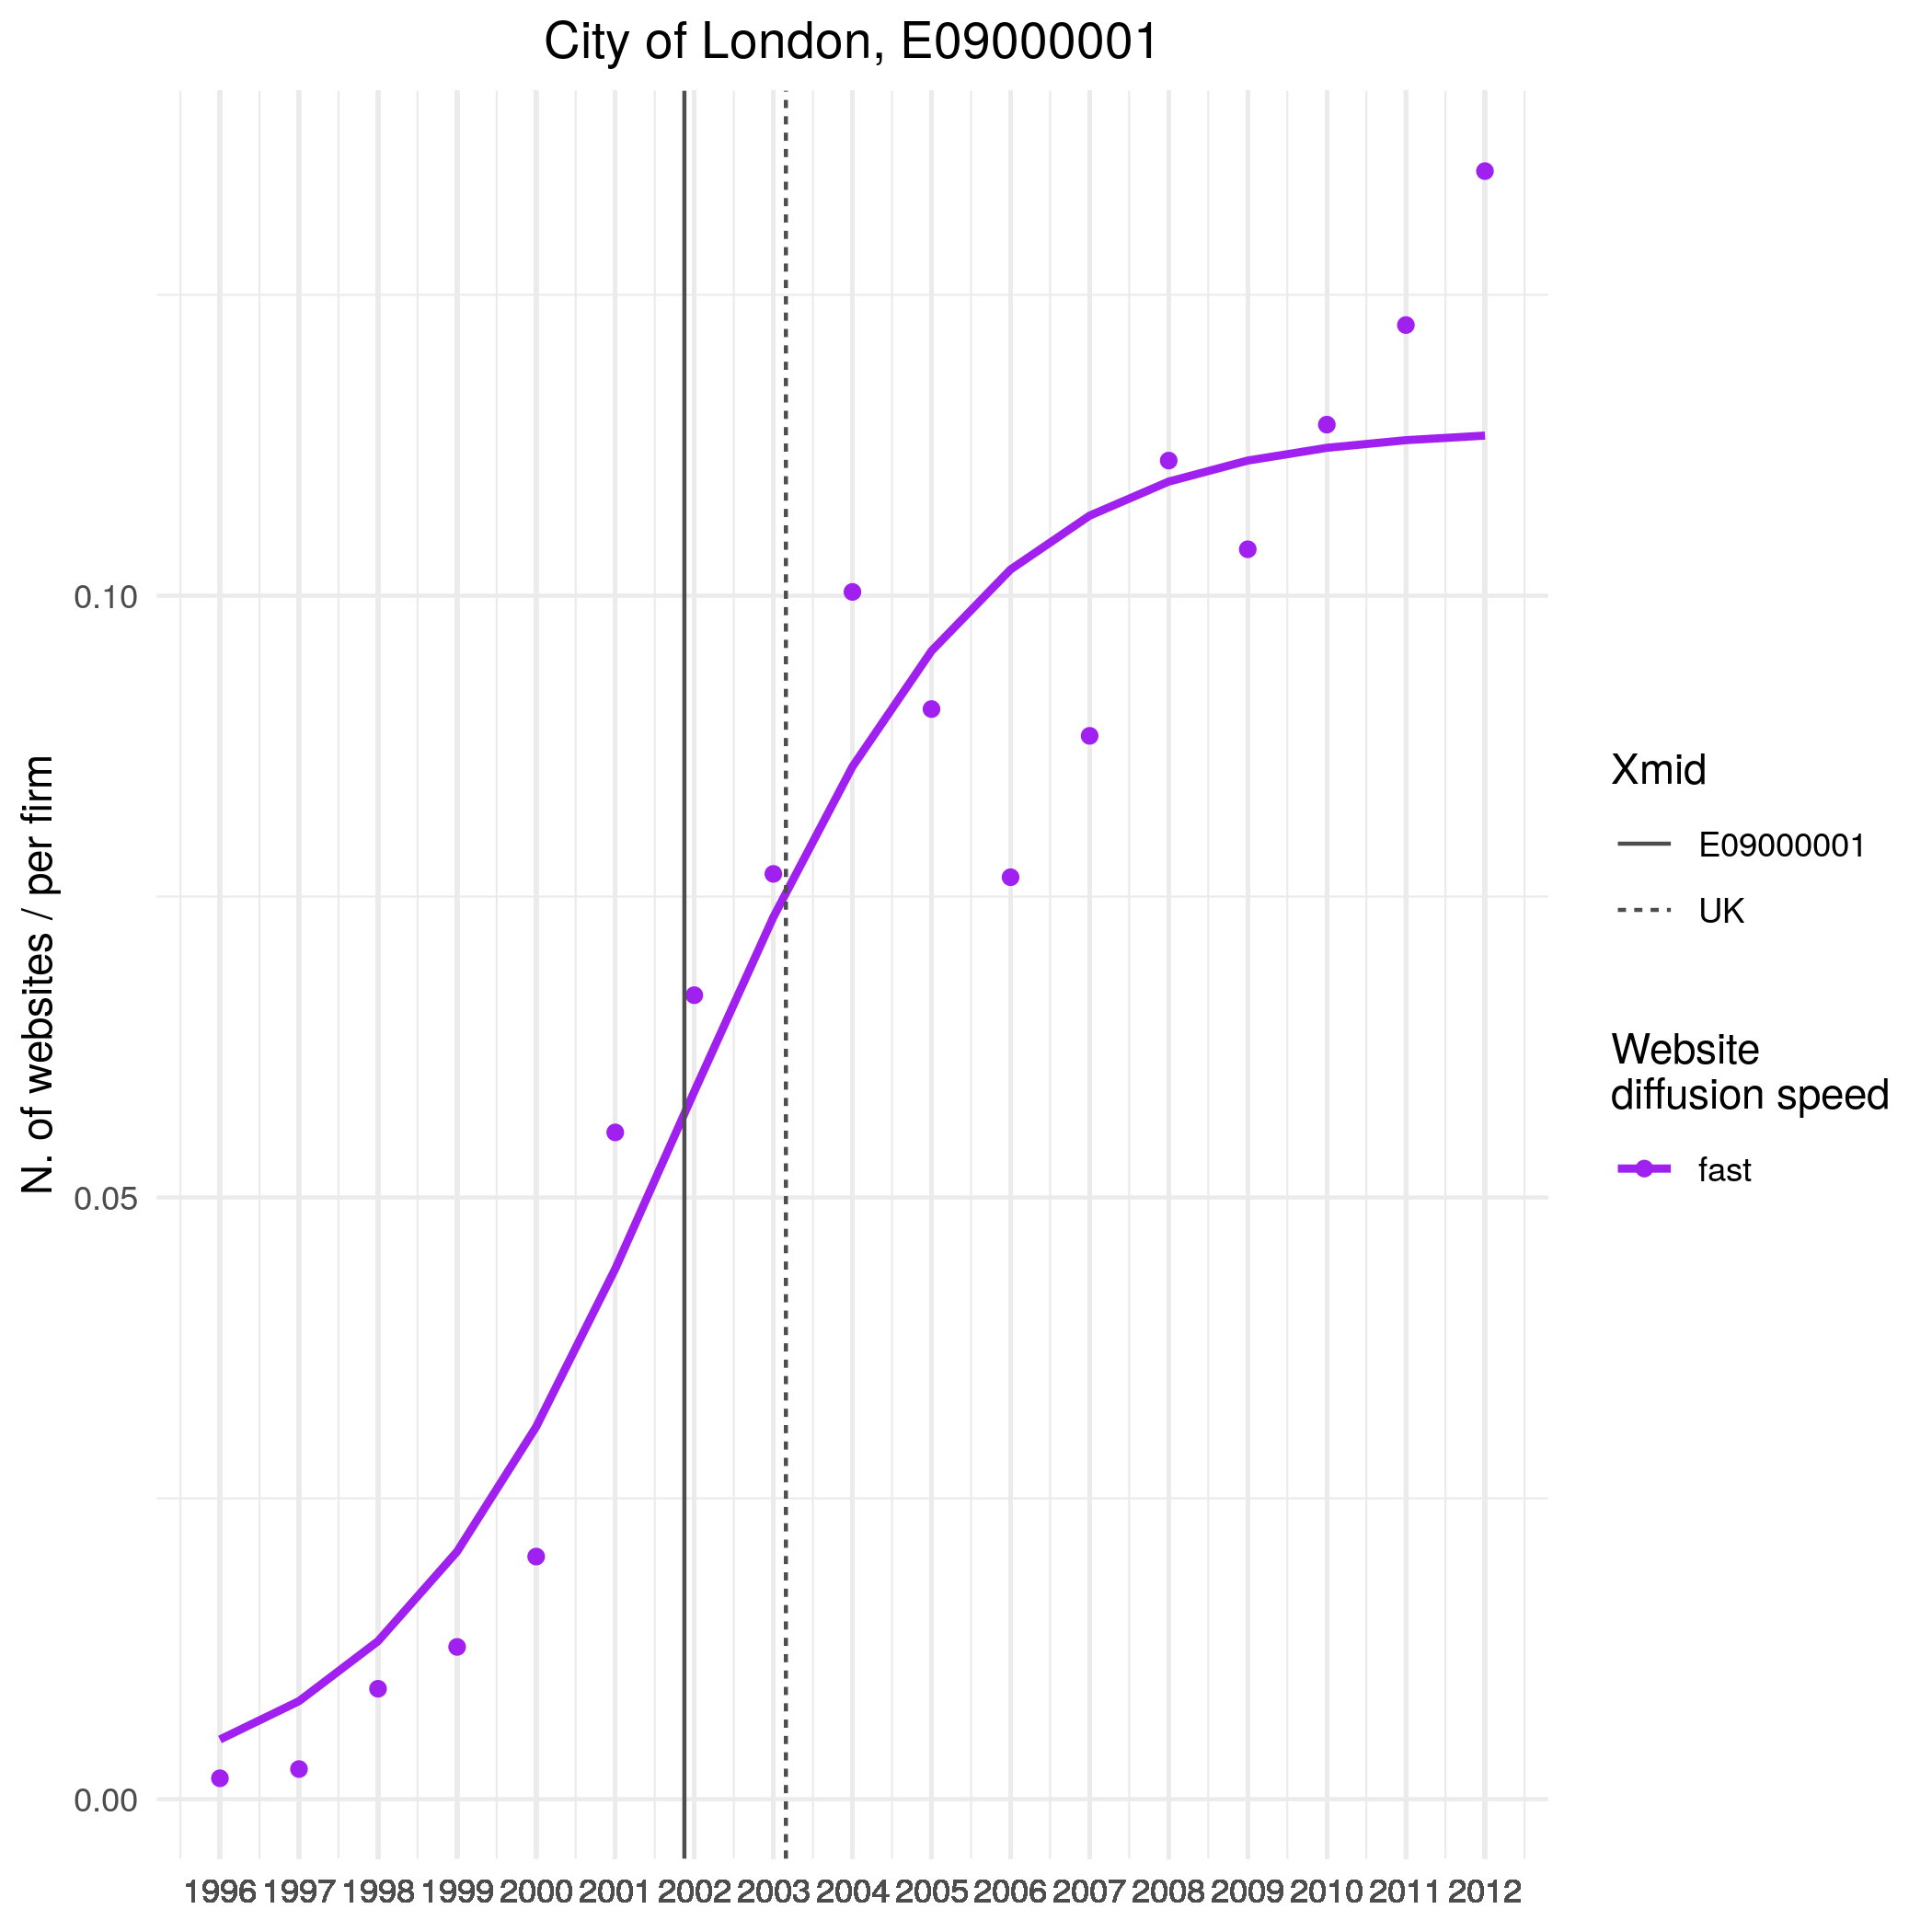 City of London, E09000001
N. of websites / per firm
0.10
0.05
0.00
1996 1997 1998 1999 2000 2001 2002 2003 2004 2005 2006 2007 2008 2009 2010 2011 2012
Xmid
E09000001
UK
Website
diffusion speed
fast